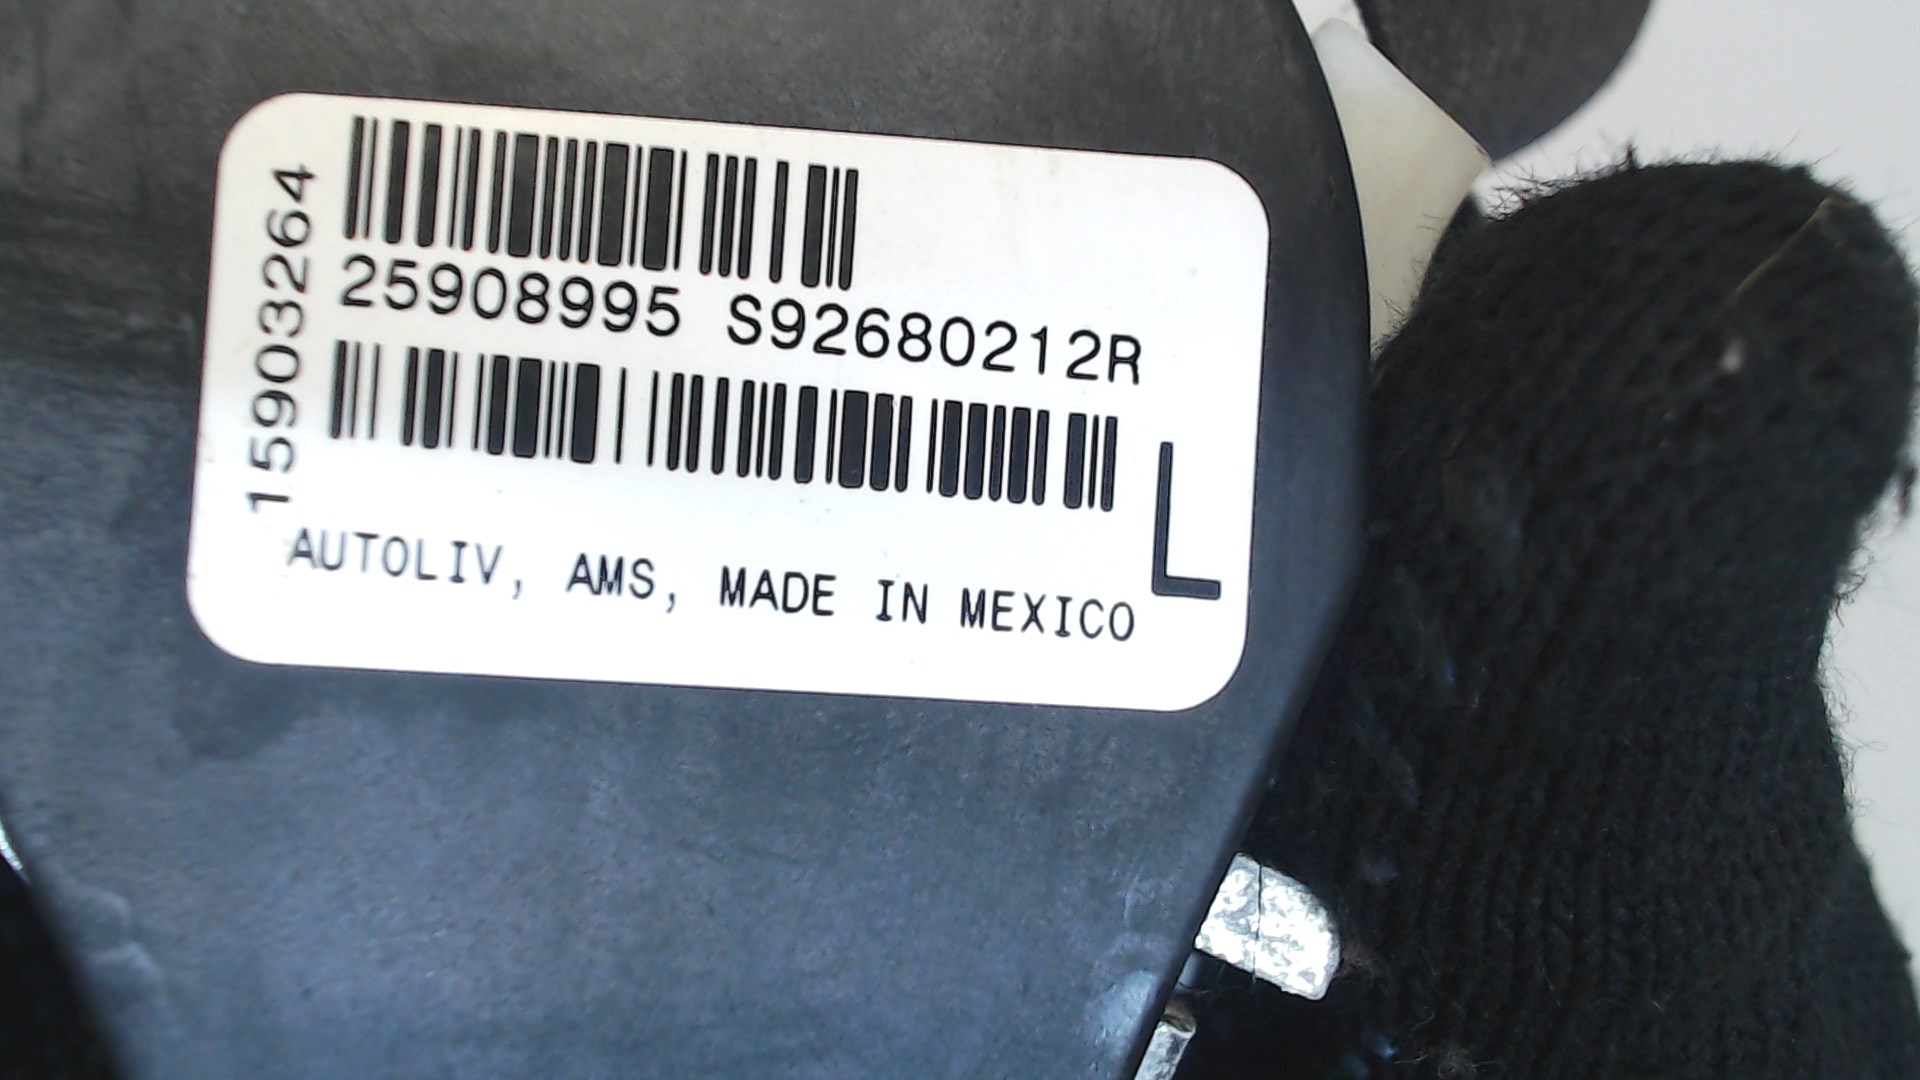 15903264
25908995 S92680212R
L
AUTOLIV, AMS, MADE IN MEXICO